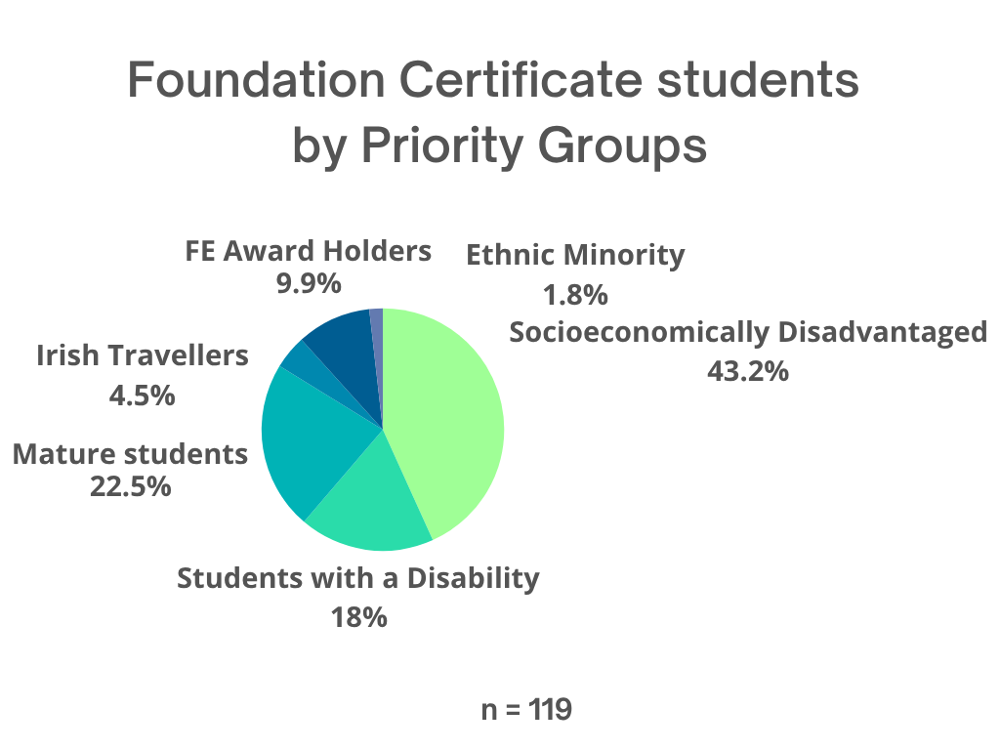 Foundation Certificate students
by Priority Groups
FE Award Holders
9.9%
Ethnic Minority
1.8%
Socioeconomically Disadvantaged
43.2%
Irish Travellers
4.5%
Mature students
22.5%
Students with a Disability
18%
n = 119